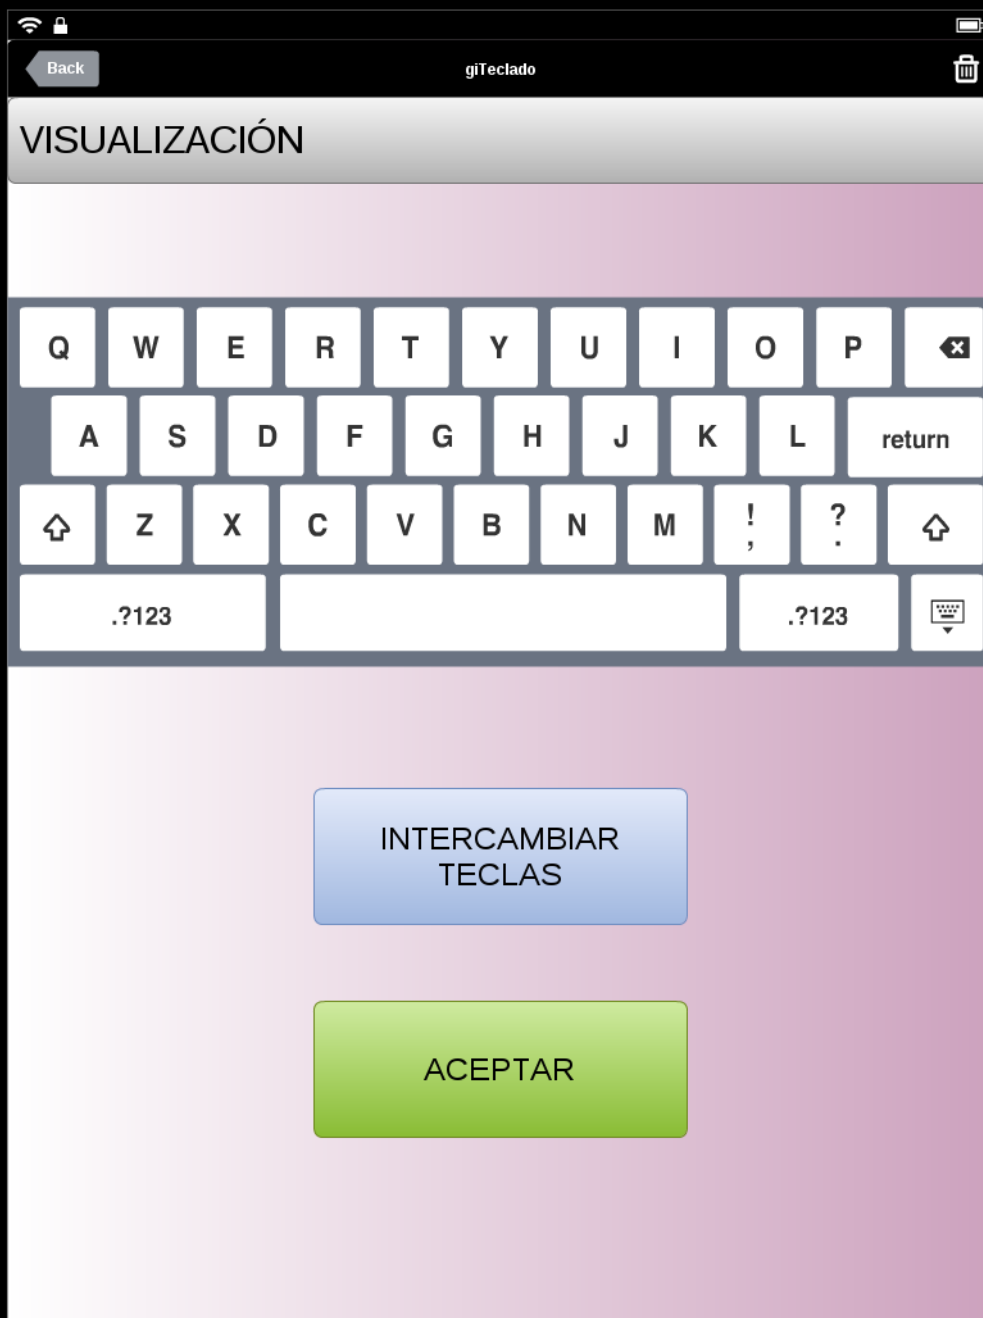 Back giTeclado
VISUALIZACIÓN
Q W E R T Y U I O P
A S D F G H J K L return
Z X C V B N M ! ?
, .
.?123 .?123
INTERCAMBIAR
TECLAS
ACEPTAR